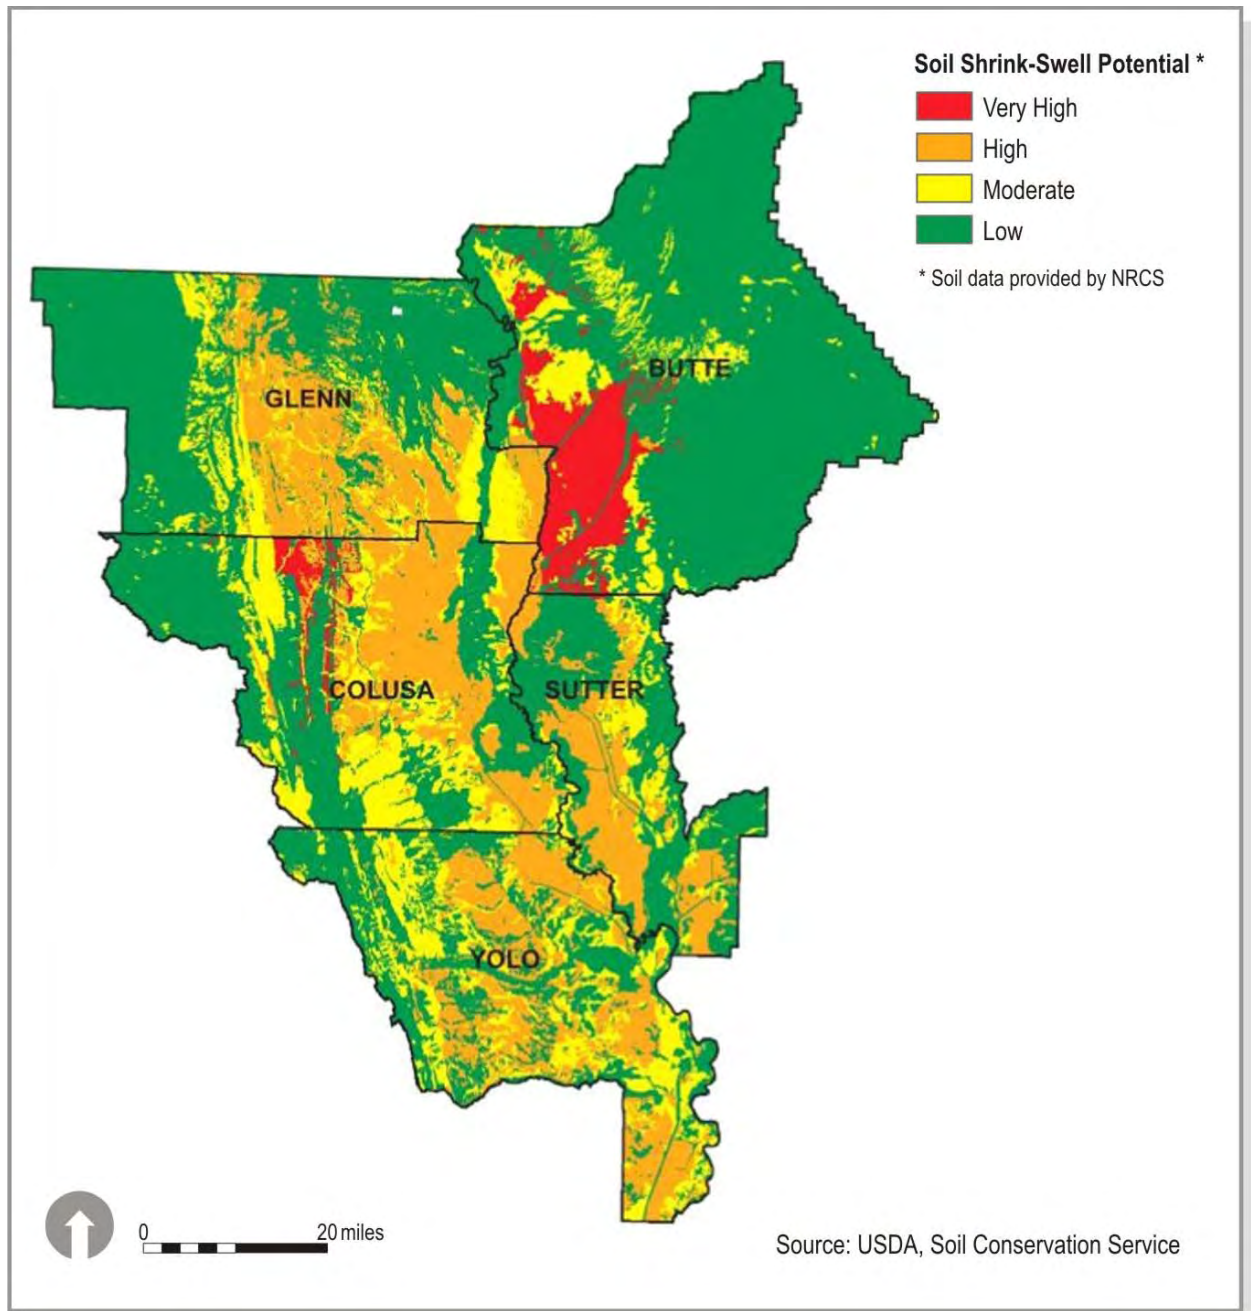 Soil Shrink-Swell Potential *
Very High
High
Moderate
Low
* Soil data provided by NRCS
BUTTE
GLENN
COLUSA
SUTTER
YOLO
0 20 miles
Source: USDA, Soil Conservation Service